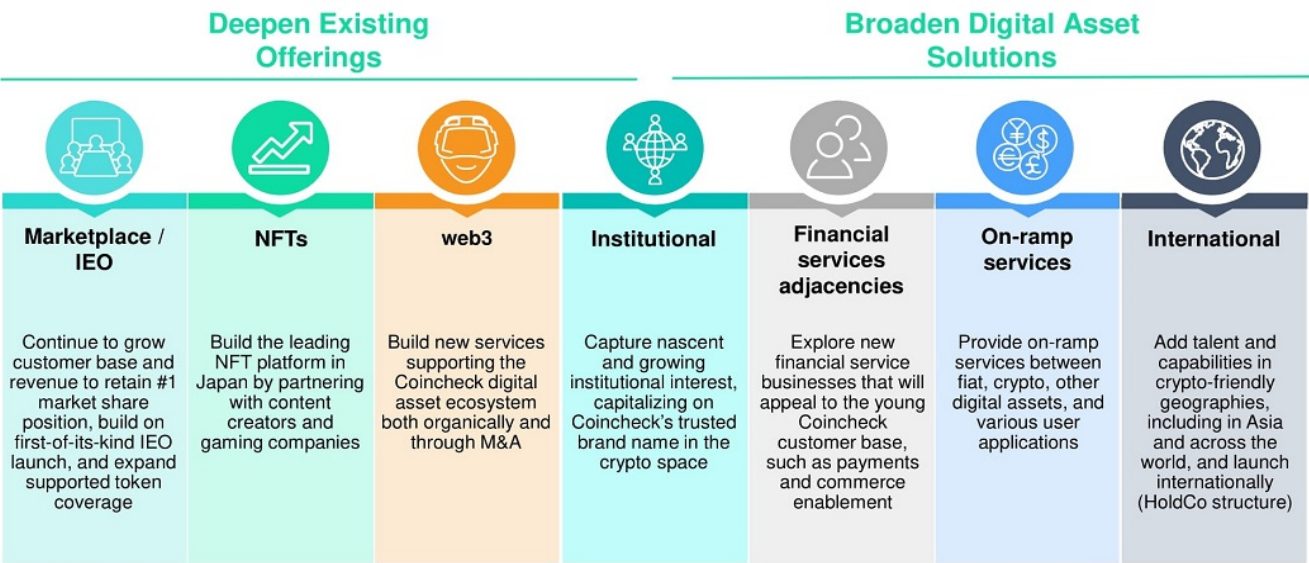 Deepen Existing
Offerings
Broaden Digital Asset
Solutions
Marketplace /
IEO
Continue to grow
customer base and
revenue to retain #1
market share
position, build on
first-of-its-kind IEO
launch, and expand
supported token
coverage
NFTs
Build the leading
NFT platform in
Japan by partnering
with content
creators and
gaming companies
web3
Build new services
supporting the
Coincheck digital
asset ecosystem
both organically and
through M&A
Institutional
Capture nascent
and growing
institutional interest,
capitalizing on
Coincheck's trusted
brand name in the
crypto space
Financial
services
adjacencies
Explore new
financial service
businesses that will
appeal to the young
Coincheck
customer base,
such as payments
and commerce
enablement
¥
$
€
£
On-ramp
services
Provide on-ramp
services between
fiat, crypto, other
digital assets, and
various user
applications
International
Add talent and
capabilities in
crypto-friendly
geographies,
including in Asia
and across the
world, and launch
internationally
(HoldCo structure)